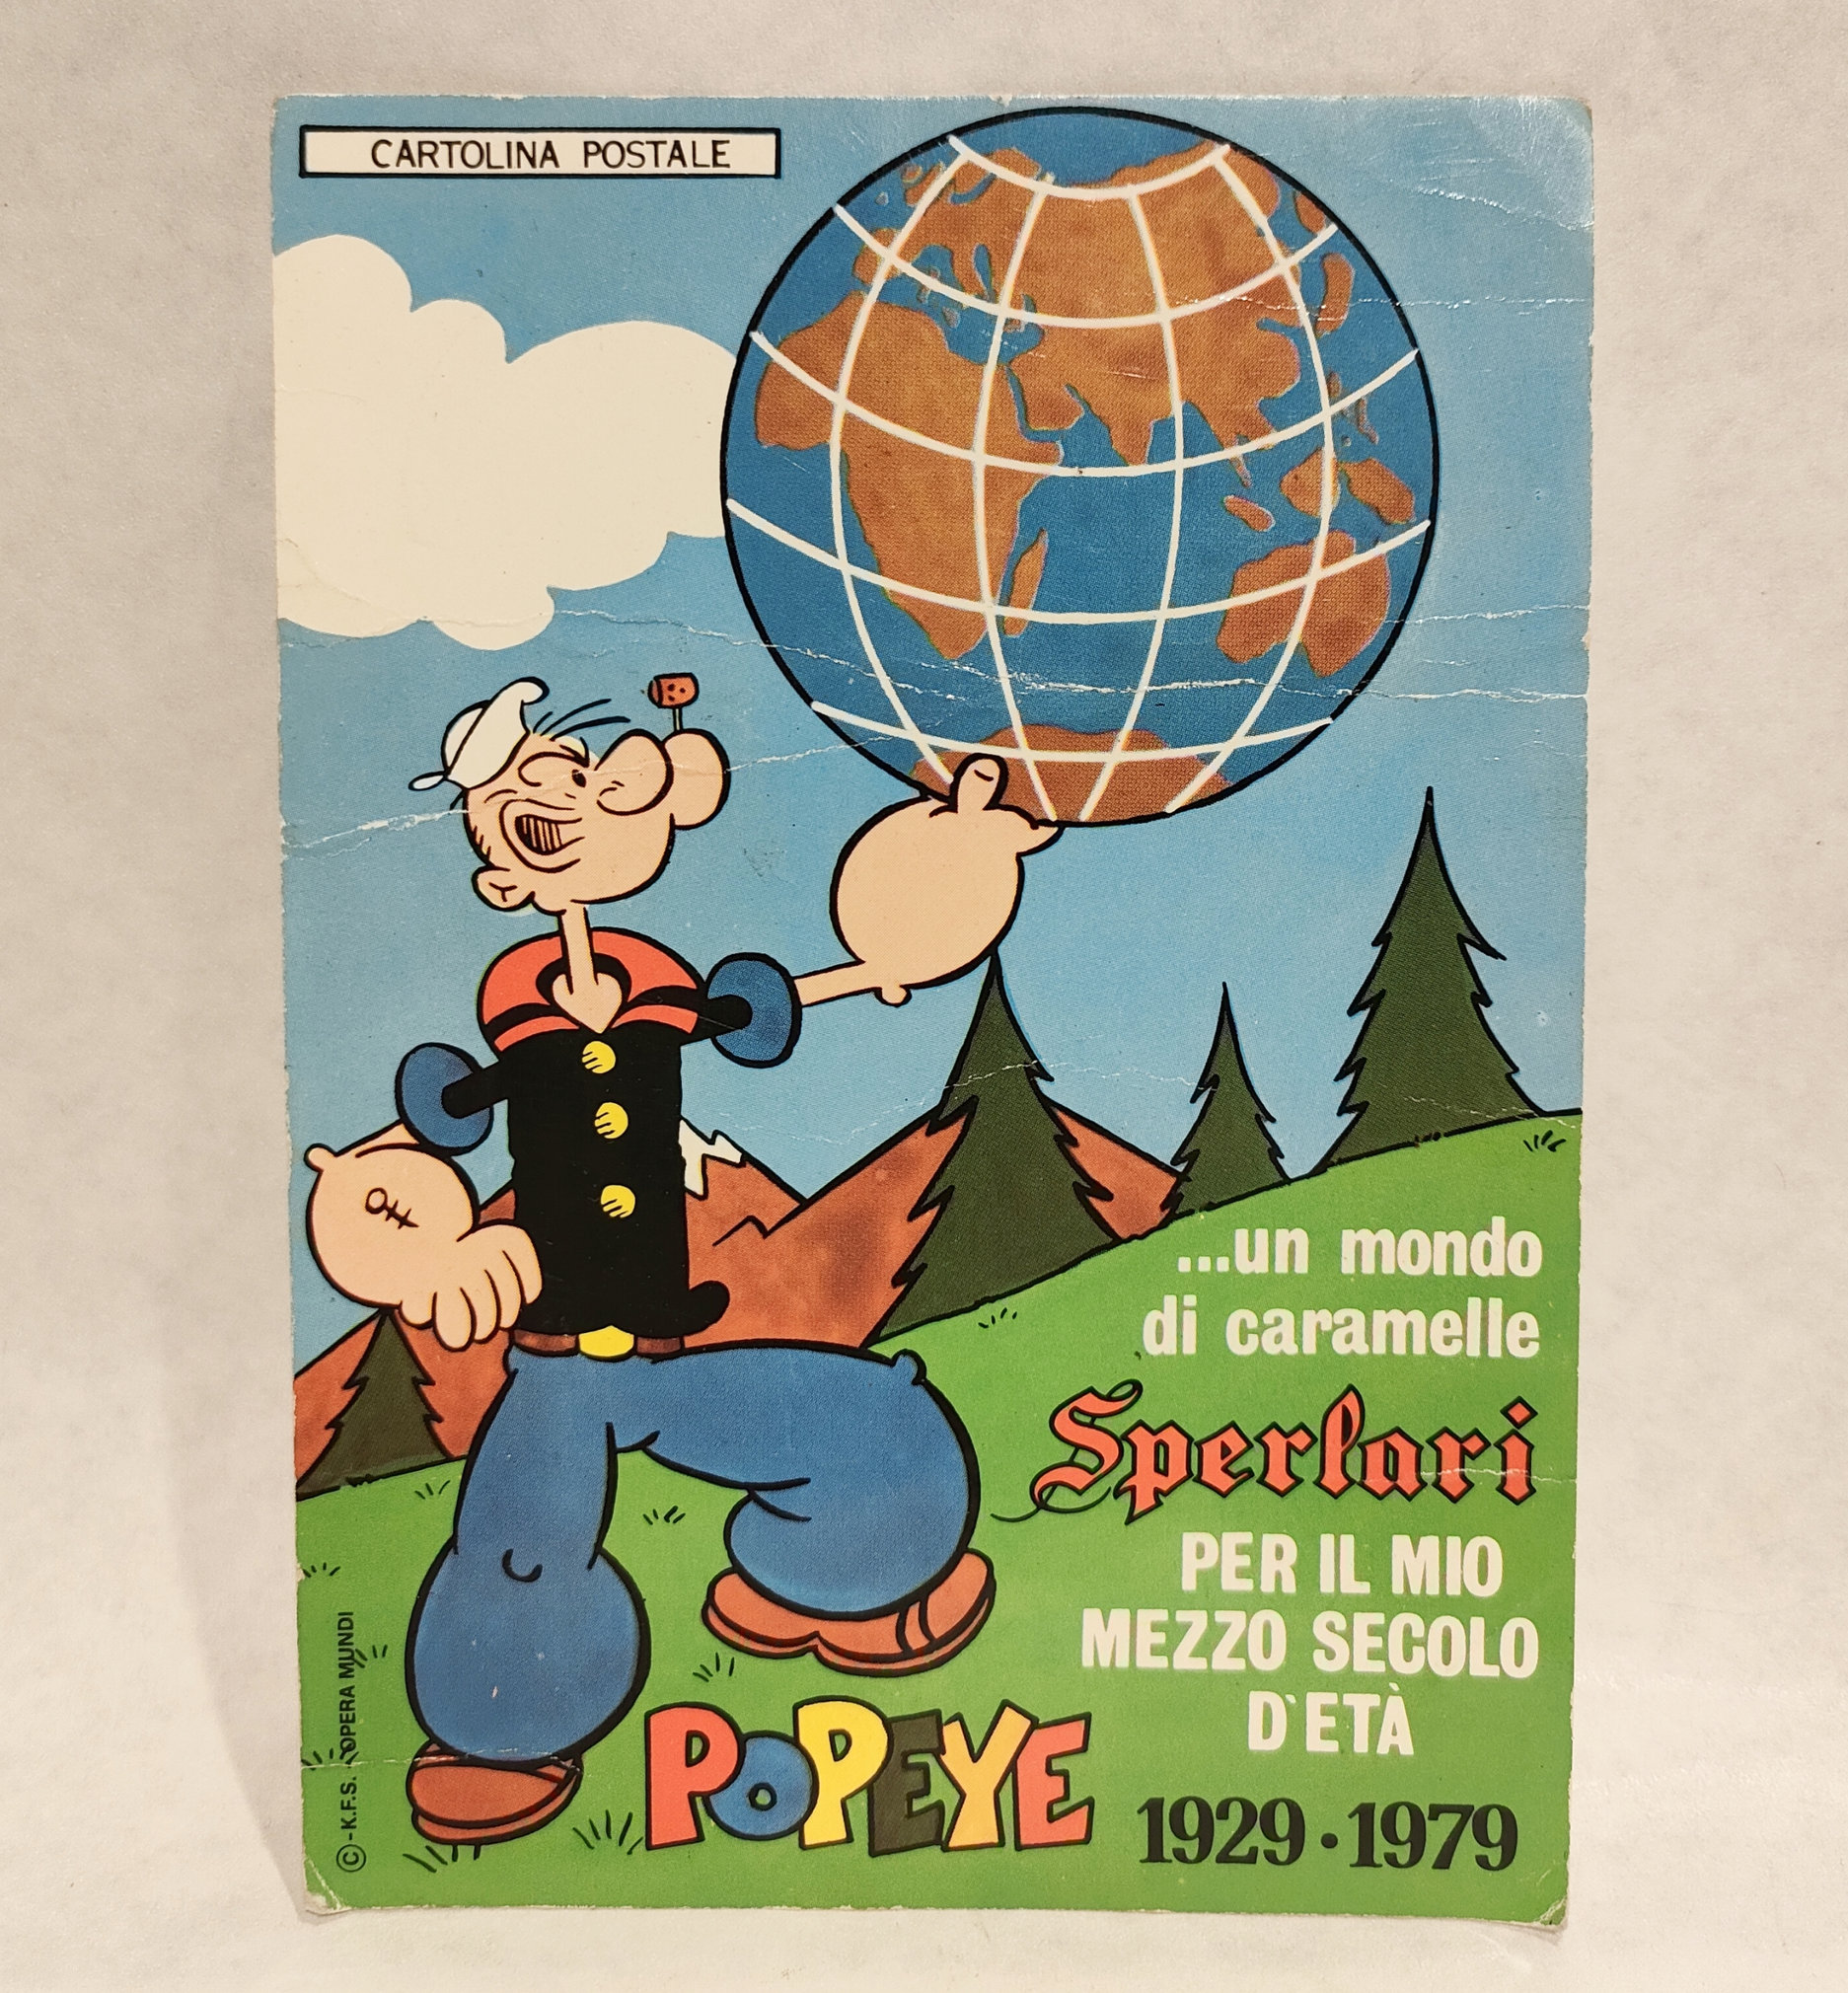 CARTOLINA POSTALE
...un mondo
di caramelle
Sperlari
PER IL MIO
MEZZO SECOLO
D'ETÀ
POPEYE
1929·1979
©-K.F.S. - OPERA MUNDI